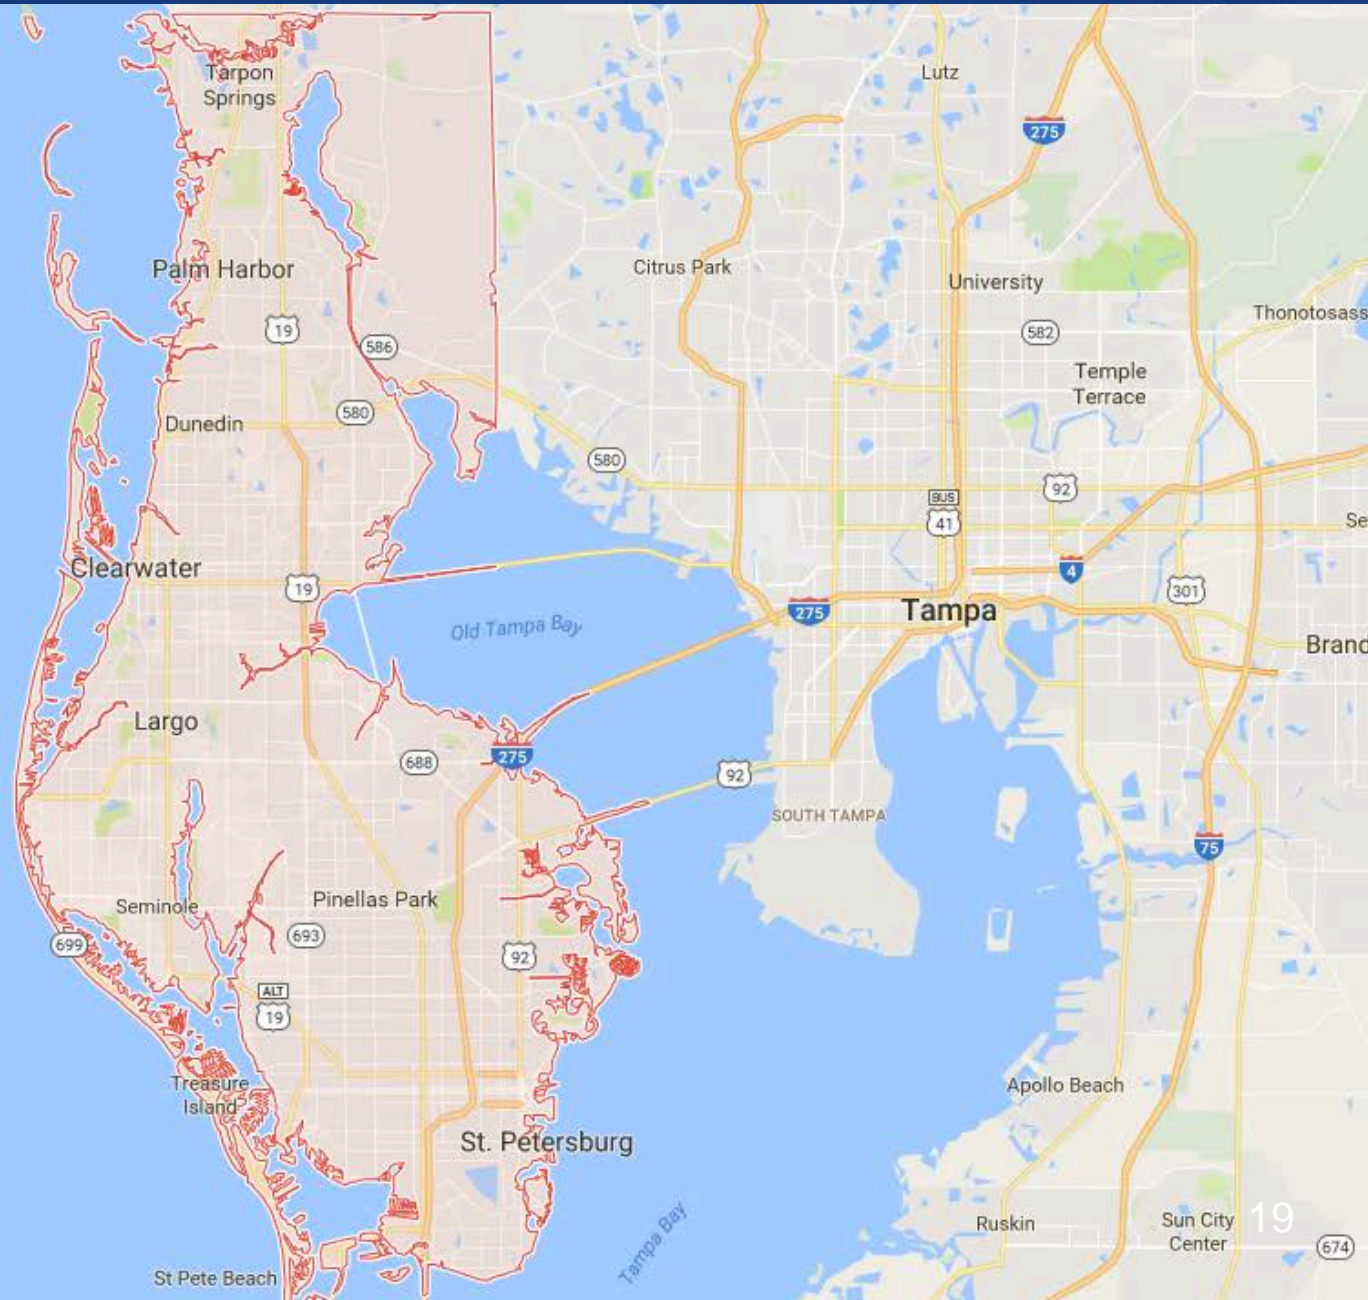 Lutz
Tarpon
Springs
275
Citrus Park
Palm Harbor
University
Thonotosass
19
582
586
Temple
Terrace
580
Dunedin
580
92
BUS
41
Se
Clearwater
4
19
301
275
Tampa
Old Tampa Bay
Brand
Largo
275
688
92
SOUTH TAMPA
75
Pinellas Park
Seminole
693
699
92
ALT
19
Treasure
Island
Apollo Beach
St. Petersburg
Tampa Bay
Ruskin
Sun City
Center
19
674
St Pete Beach